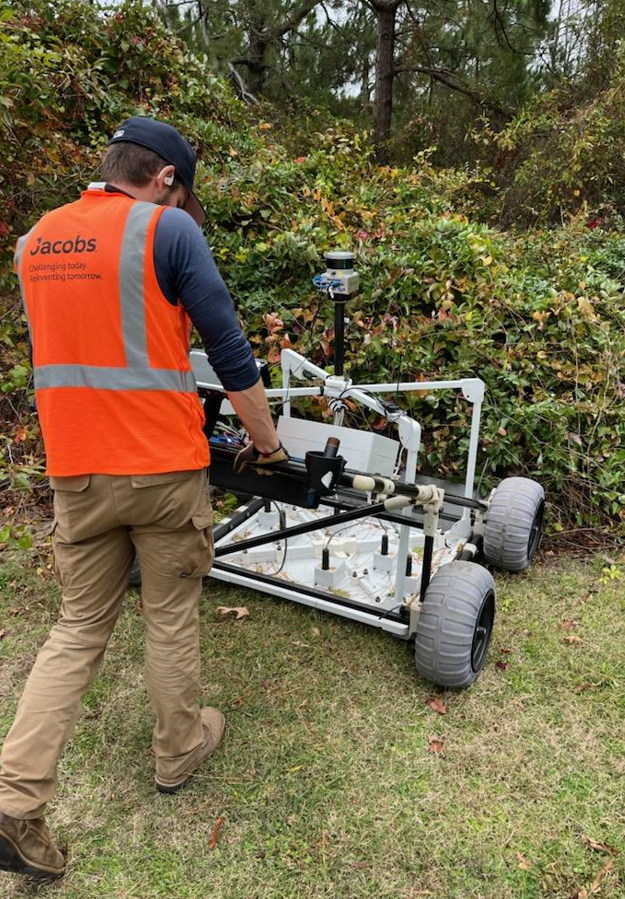 Jacobs
Challenging today.
Reinventing tomorrow.